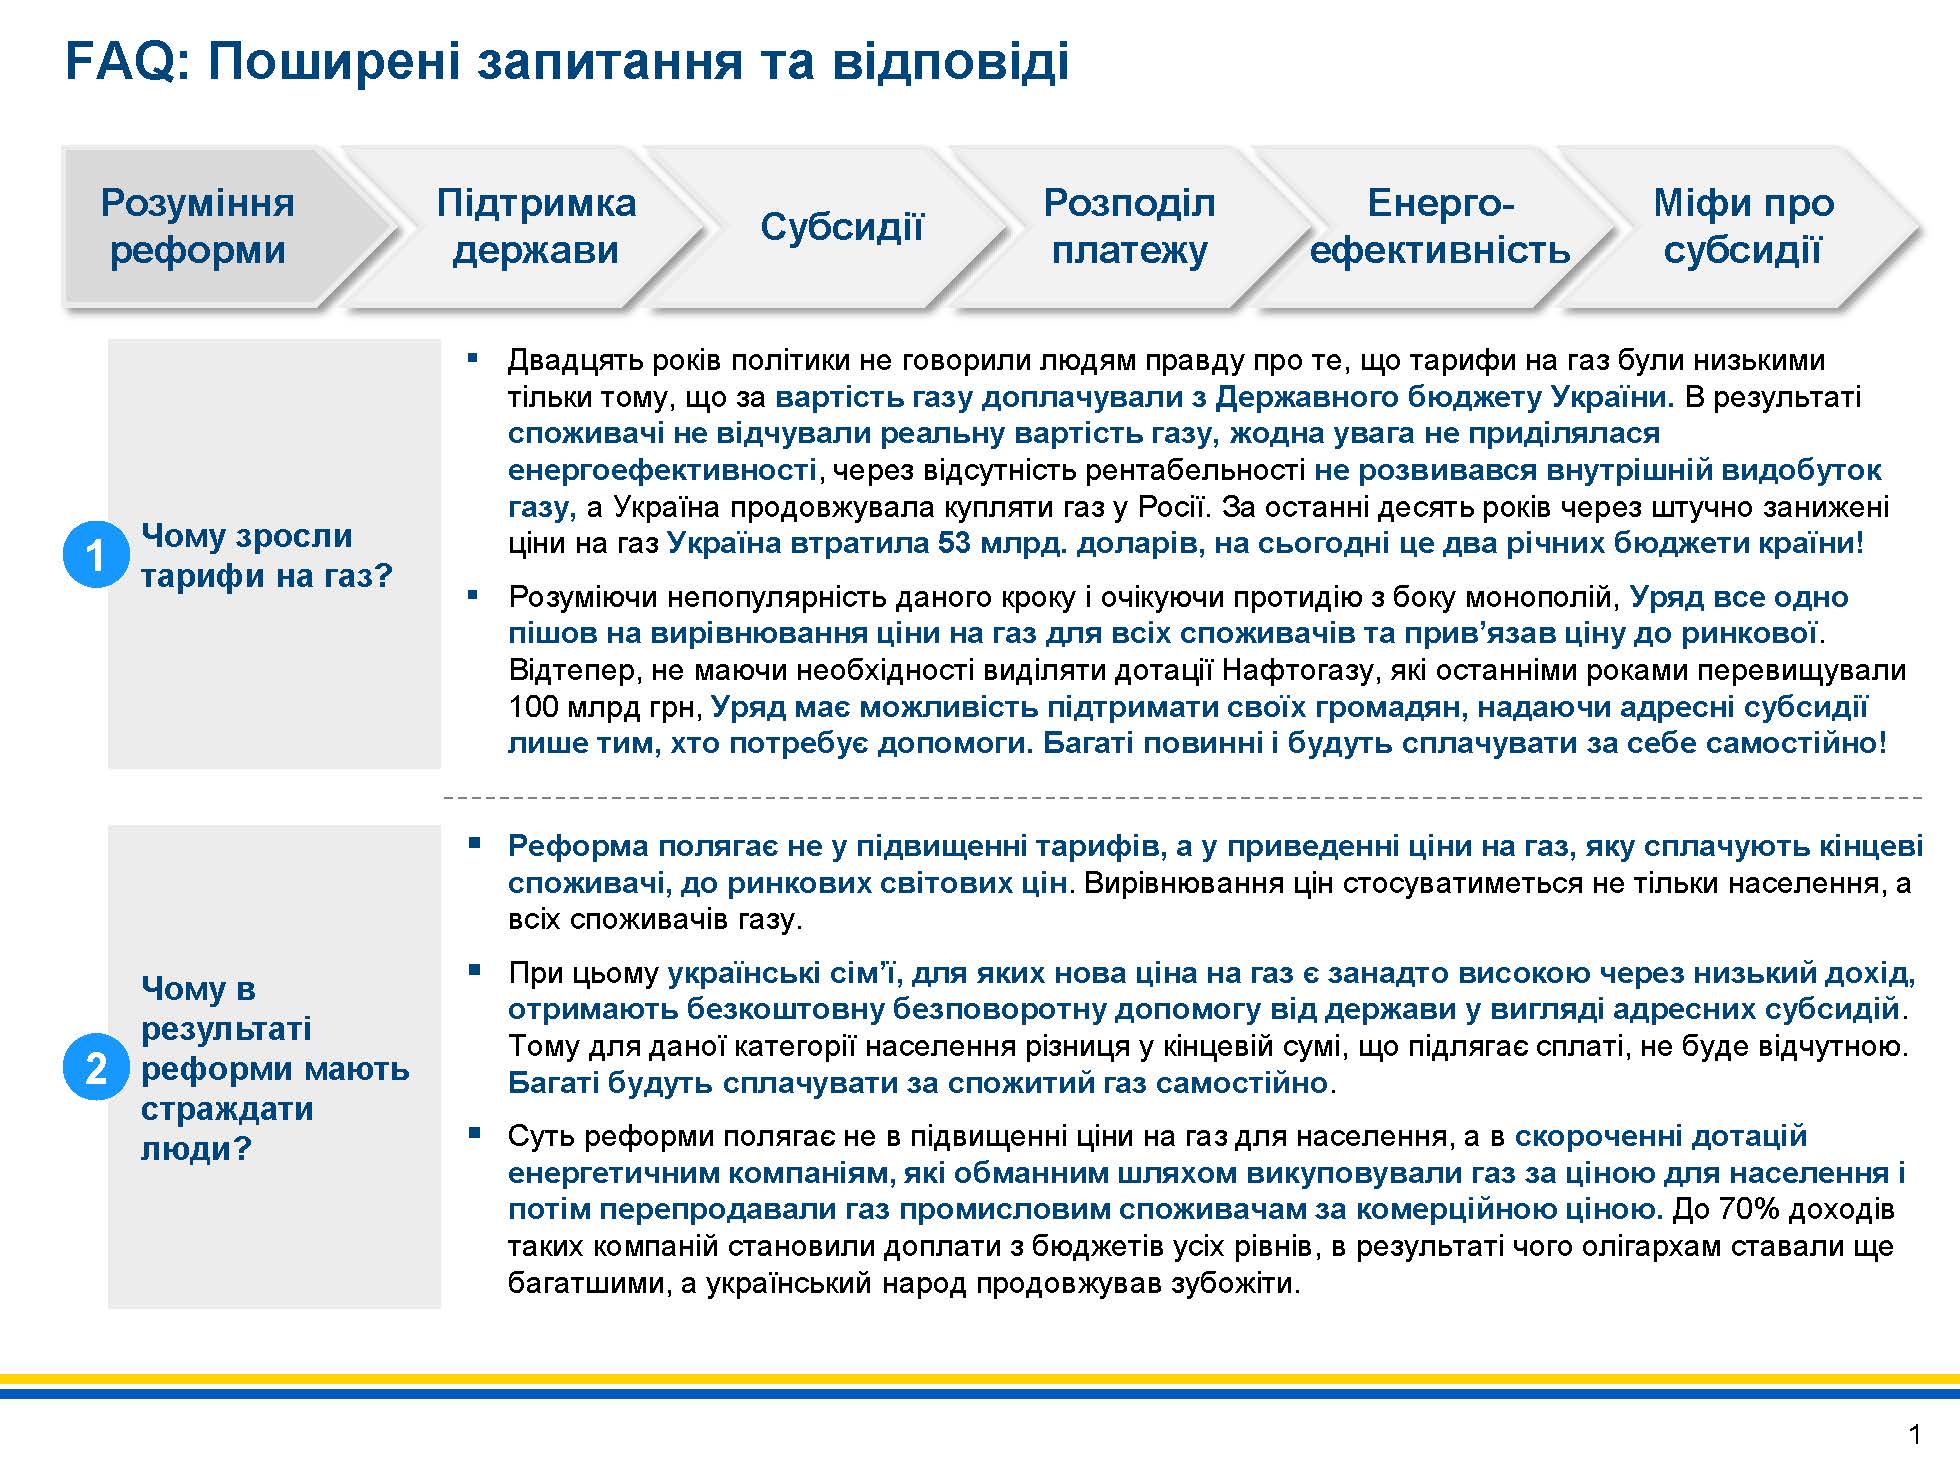 FAQ: Поширені запитання та відповіді
Розуміння
реформи
Підтримка
держави
Субсидії
Розподіл
платежу
Енерго-
ефективність
Міфи про
субсидії
1
Чому зросли
тарифи на газ?
▪ Двадцять років політики не говорили людям правду про те, що тарифи на газ були низькими
тільки тому, що за вартість газу доплачували з Державного бюджету України. В результаті
споживачі не відчували реальну вартість газу, жодна увага не приділялася
енергоефективності, через відсутність рентабельності не розвивався внутрішній видобуток
газу, а Україна продовжувала купляти газ у Росії. За останні десять років через штучно занижені
ціни на газ Україна втратила 53 млрд. доларів, на сьогодні це два річних бюджети країни!
▪ Розуміючи непопулярність даного кроку і очікуючи протидію з боку монополій, Уряд все одно
пішов на вирівнювання ціни на газ для всіх споживачів та прив’язав ціну до ринкової.
Відтепер, не маючи необхідності виділяти дотації Нафтогазу, які останніми роками перевищували
100 млрд грн, Уряд має можливість підтримати своїх громадян, надаючи адресні субсидії
лише тим, хто потребує допомоги. Багаті повинні і будуть сплачувати за себе самостійно!
2
Чому в
результаті
реформи мають
страждати
люди?
▪ Реформа полягає не у підвищенні тарифів, а у приведенні ціни на газ, яку сплачують кінцеві
споживачі, до ринкових світових цін. Вирівнювання цін стосуватиметься не тільки населення, а
всіх споживачів газу.
▪ При цьому українські сім’ї, для яких нова ціна на газ є занадто високою через низький дохід,
отримають безкоштовну безповоротну допомогу від держави у вигляді адресних субсидій.
Тому для даної категорії населення різниця у кінцевій сумі, що підлягає сплаті, не буде відчутною.
Багаті будуть сплачувати за спожитий газ самостійно.
▪ Суть реформи полягає не в підвищенні ціни на газ для населення, а в скороченні дотацій
енергетичним компаніям, які обманним шляхом викуповували газ за ціною для населення і
потім перепродавали газ промисловим споживачам за комерційною ціною. До 70% доходів
таких компаній становили доплати з бюджетів усіх рівнів, в результаті чого олігархам ставали ще
багатшими, а український народ продовжував зубожіти.
1